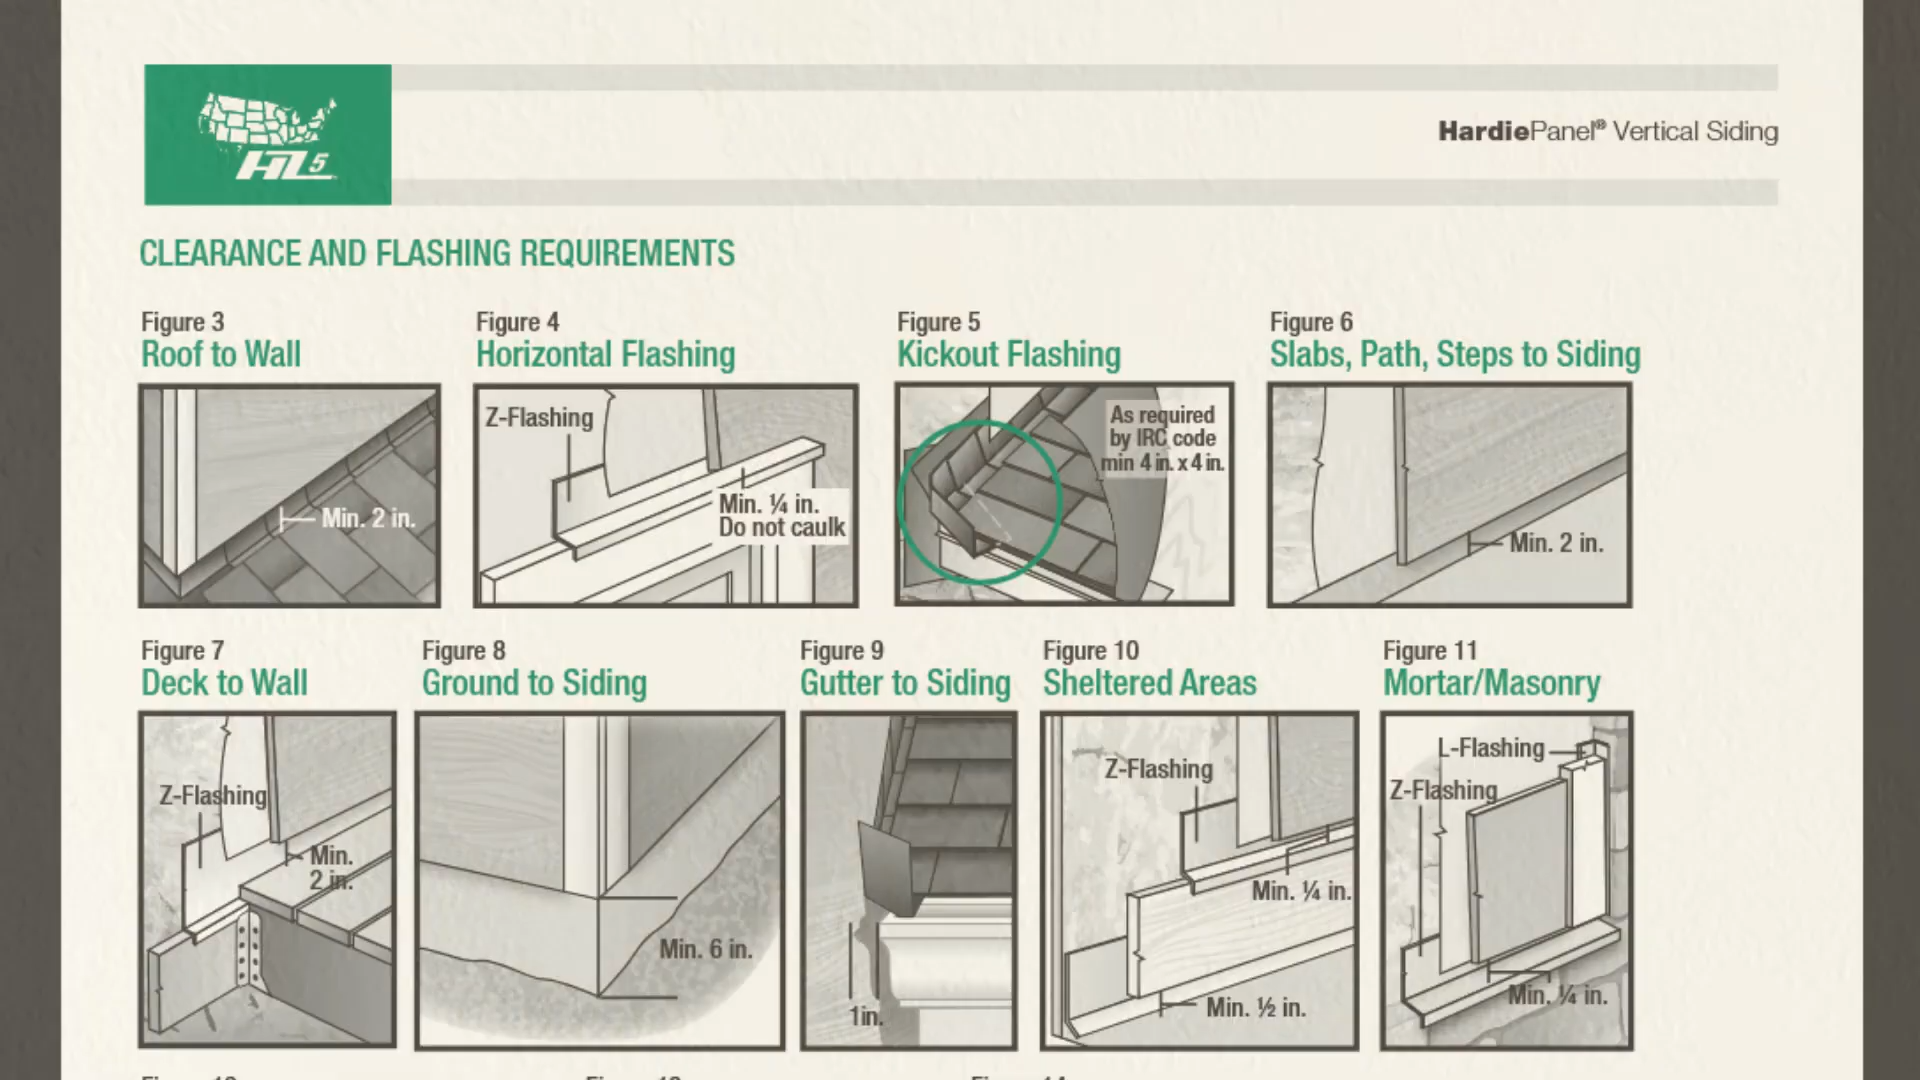 HZ5
HardiePanel® Vertical Siding
CLEARANCE AND FLASHING REQUIREMENTS
Figure 3
Roof to Wall
Min. 2 in.
Figure 4
Horizontal Flashing
Z-Flashing
Min. ¼ in.
Do not caulk
Figure 5
Kickout Flashing
As required
by IRC code
min 4 in. x 4 in.
Figure 6
Slabs, Path, Steps to Siding
Min. 2 in.
Figure 7
Deck to Wall
Z-Flashing
Min.
2 in.
Figure 8
Ground to Siding
Min. 6 in.
Figure 9
Gutter to Siding
1in.
Figure 10
Sheltered Areas
Z-Flashing
Min. ¼ in.
Min. ½ in.
Figure 11
Mortar/Masonry
L-Flashing
Z-Flashing
Min. ¼ in.